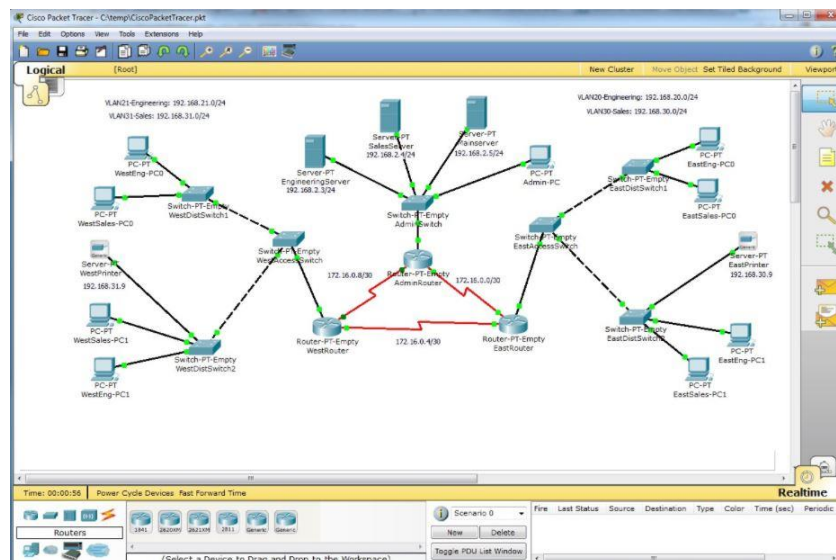 Cisco Packet Tracer - C:\temp\CiscoPacketTracer.pkt
File Edit Options View Tools Extensions Help
Logical [Root] New Cluster Move Object Set Tiled Background Viewport
VLAN21-Engineering: 192.168.21.0/24
VLAN31-Sales: 192.168.31.0/24
VLAN20-Engineering: 192.168.20.0/24
VLAN30-Sales: 192.168.30.0/24
Server-PT
SalesServer
192.168.2.4/24
Server-PT
Mainserver
192.168.2.5/24
Server-PT
EngineeringServer
192.168.2.3/24
PC-PT
Admin-PC
PC-PT
WestEng-PC0
PC-PT
WestSales-PC0
Switch-PT-Empty
WestDistSwitch1
Switch-PT-Empty
AdminSwitch
Switch-PT-Empty
EastDistSwitch1
PC-PT
EastEng-PC0
PC-PT
EastSales-PC0
Switch-PT-Empty
WestAccessSwitch
Switch-PT-Empty
EastAccessSwitch
Server-PT
WestPrinter
192.168.31.9
Router-PT-Empty
AdminRouter
172.16.0.8/30
172.16.0.0/30
Server-PT
EastPrinter
192.168.30.9
PC-PT
WestSales-PC1
Router-PT-Empty
WestRouter
172.16.0.4/30
Router-PT-Empty
EastRouter
Switch-PT-Empty
WestDistSwitch2
Switch-PT-Empty
PC-PT
EastEng-PC1
PC-PT
WestEng-PC1
PC-PT
EastSales-PC1
Time: 00:00:56 Power Cycle Devices Fast Forward Time Realtime
Routers
1841 2620XM 2621XM 2811 Generic Generic
(Select a Device to Drag and Drop to the Workspace)
Scenario 0
New Delete
Toggle PDU List Window
Fire Last Status Source Destination Type Color Time (sec) Periodic